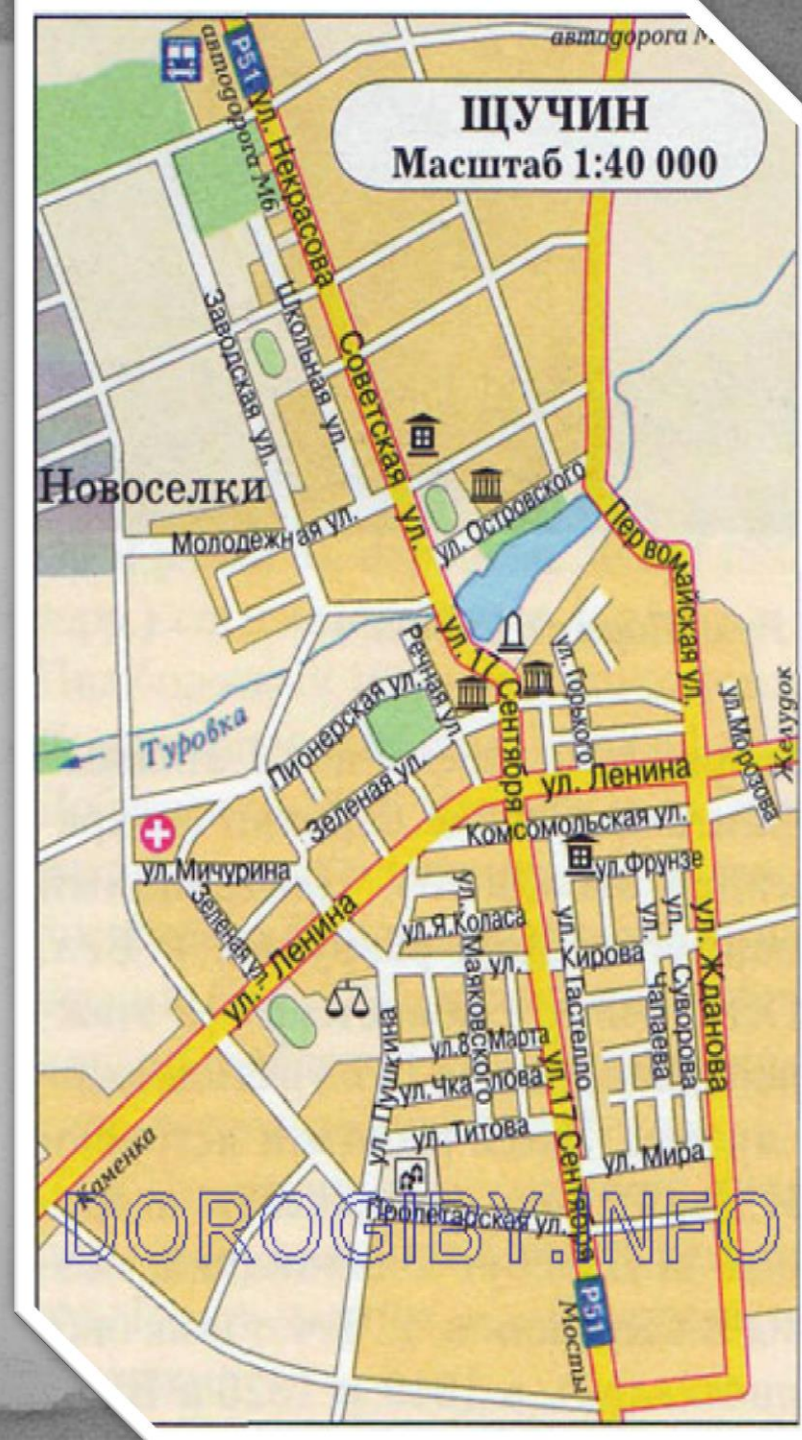 автодорога М
Р51
автодорога М6
ЩУЧИН
Масштаб 1:40 000
ул. Некрасова
Заводская ул.
Школьная ул.
Советская ул.
Новоселки
Молодежная ул.
ул. Островского
Первомайская ул.
ул. 17 Сентября
Речная ул.
ул. Горького
Пионерская ул.
Туровка
ул. Морозова
Желудок
ул. Ленина
Зеленая ул.
Комсомольская ул.
ул. Мичурина
ул. Фрунзе
Зеленая ул.
ул. Ленина
ул. Я. Коласа
ул. Маяковского
ул. Кирова
ул. Гастелло
ул. Чапаева
ул. Суворова
ул. Жданова
ул. Пушкина
ул. 8 Марта
ул. Чкалова
ул. 17 Сентября
ул. Титова
ул. Мира
Каменка
Пролетарская ул.
DOROGIBY.INFO
Р51
Мосты